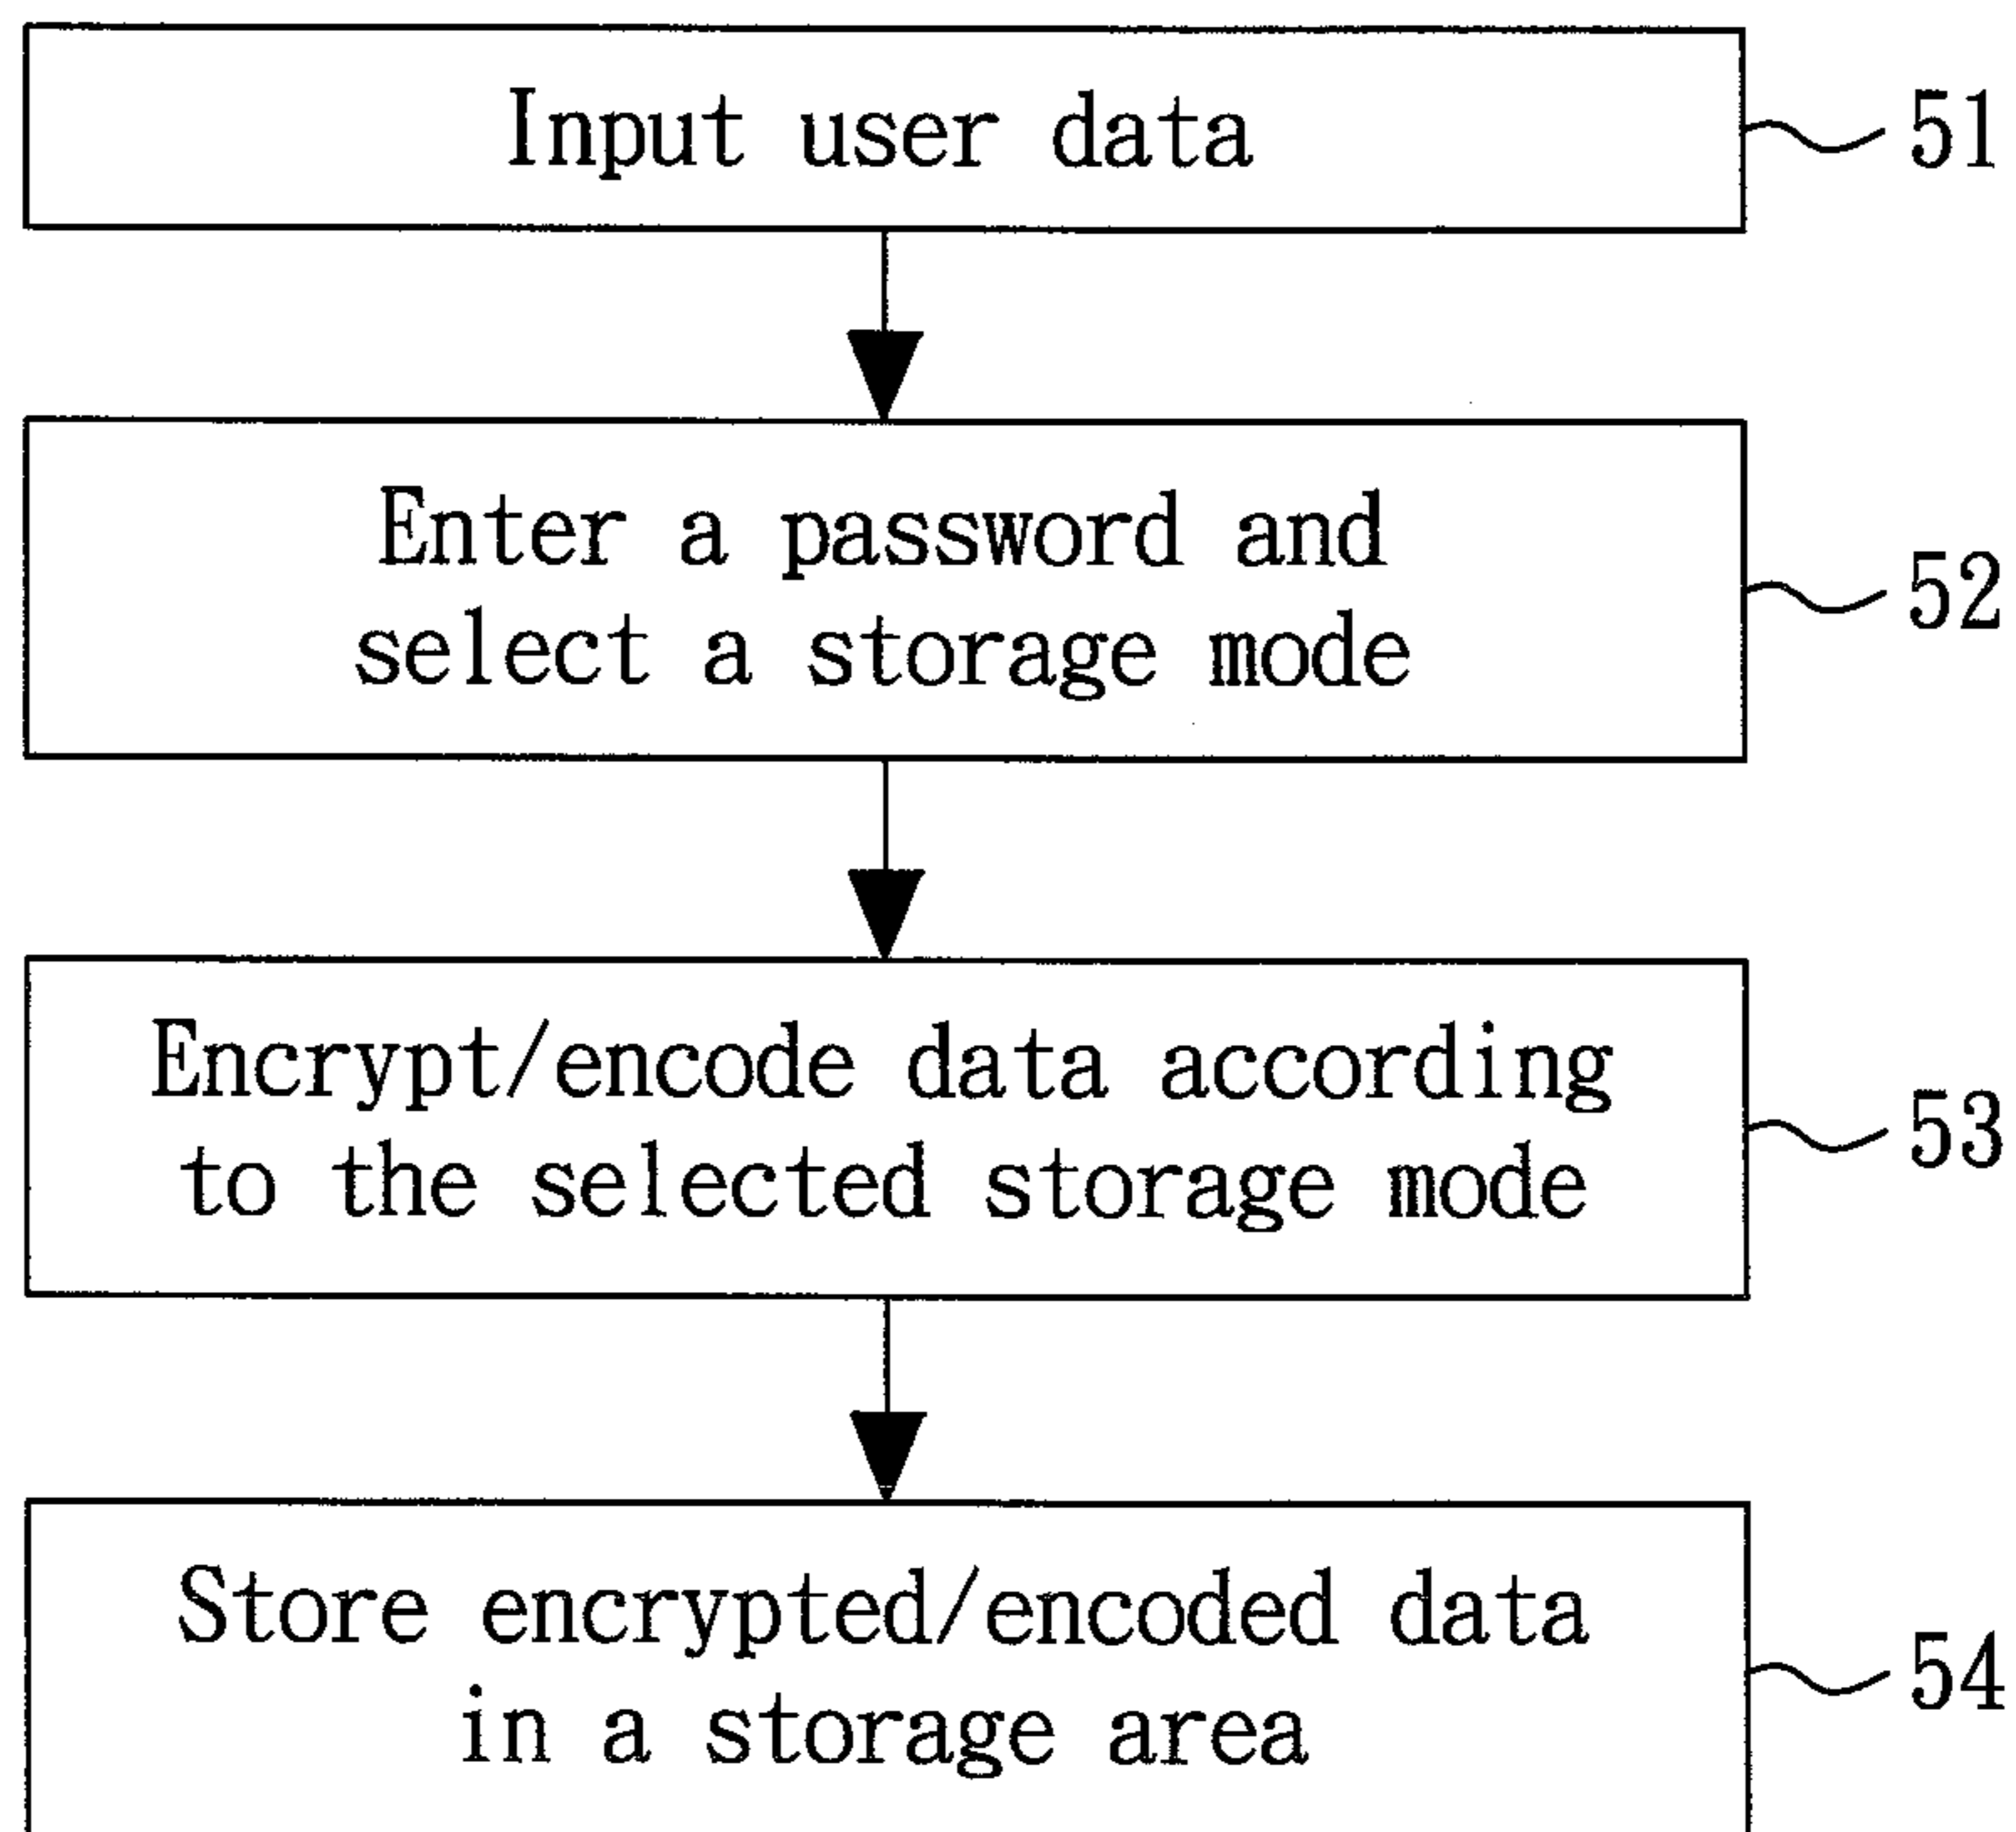 Input user data
51
Enter a password and
select a storage mode
52
Encrypt/encode data according
to the selected storage mode
53
Store encrypted/encoded data
in a storage area
54